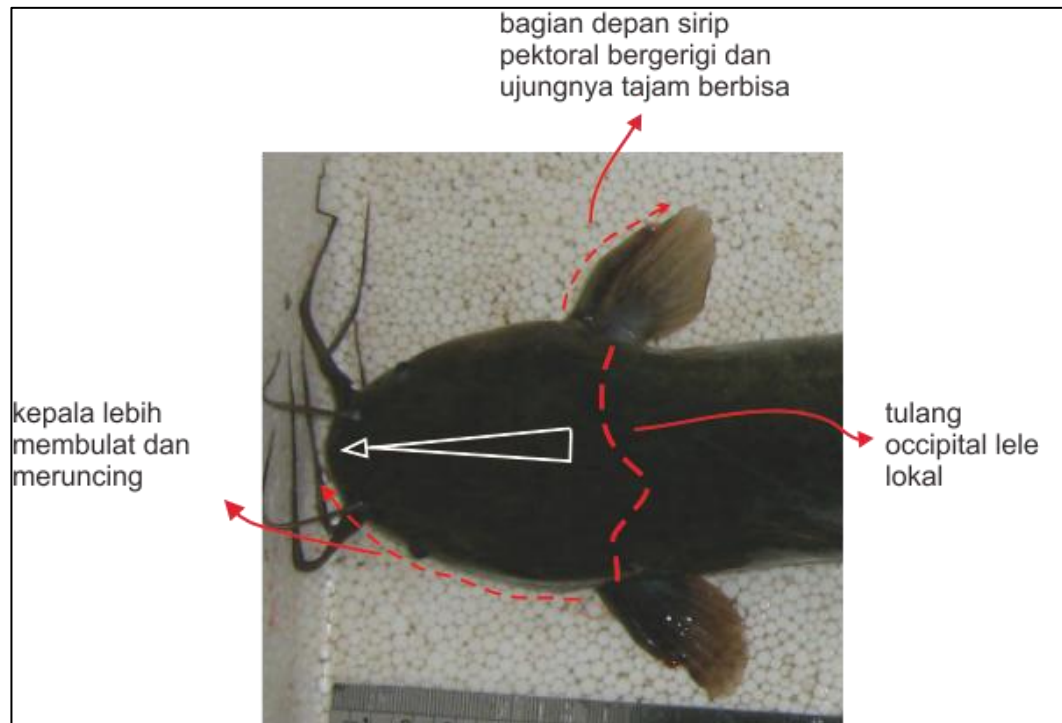 bagian depan sirip
pektoral bergerigi dan
ujungnya tajam berbisa
kepala lebih
membulat dan
meruncing
tulang
occipital lele
lokal